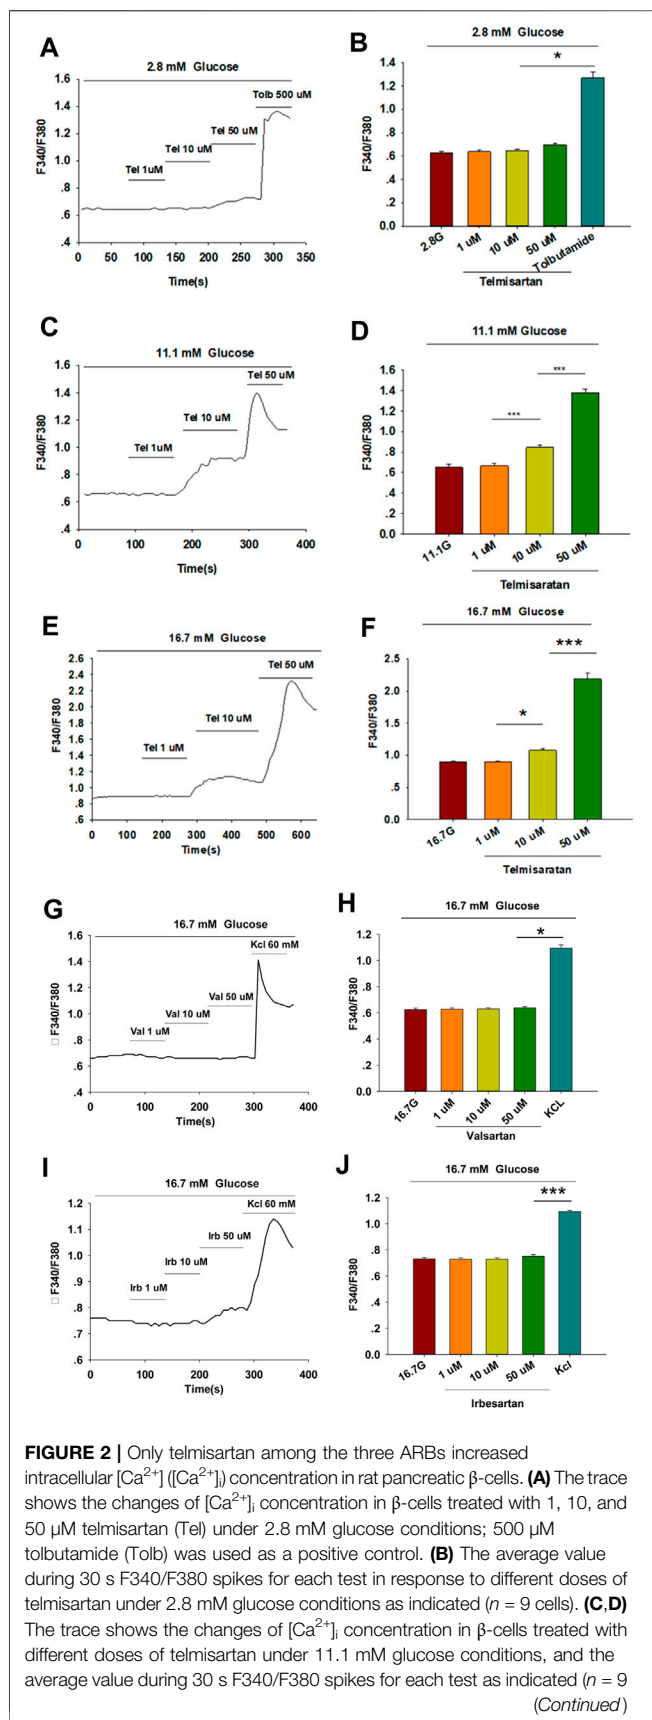 A
2.8 mM Glucose
Tolb 500 uM
Tel 50 uM
Tel 10 uM
Tel 1uM
F340/F380
1.6
1.4
1.2
1.0
.8
.6
.4
0 50 100 150 200 250 300 350
Time(s)
B
2.8 mM Glucose
*
F340/F380
1.6
1.4
1.2
1.0
.8
.6
.4
.2
0.0
2.8G 1 uM 10 uM 50 uM Tolbutamide
Telmisartan
C
11.1 mM Glucose
Tel 50 uM
Tel 10 uM
Tel 1uM
F340/F380
1.6
1.4
1.2
1.0
.8
.6
.4
0 100 200 300 400
Time(s)
D
11.1 mM Glucose
***
***
F340/F380
1.6
1.4
1.2
1.0
.8
.6
.4
.2
0.0
11.1G 1 uM 10 uM 50 uM
Telmisaratan
E
16.7 mM Glucose
Tel 50 uM
Tel 10 uM
Tel 1 uM
F340/F380
2.6
2.4
2.2
2.0
1.8
1.6
1.4
1.2
1.0
.8
.6
0 100 200 300 400 500 600
Time(s)
F
16.7 mM Glucose
***
*
F340/F380
2.5
2.0
1.5
1.0
.5
0.0
16.7G 1 uM 10 uM 50 uM
Telmisaratan
G
16.7 mM Glucose
Kcl 60 mM
Val 50 uM
Val 10 uM
Val 1 uM
□ F340/F380
1.6
1.4
1.2
1.0
.8
.6
.4
0 100 200 300 400
Time(s)
H
16.7 mM Glucose
*
F340/F380
1.2
1.0
.8
.6
.4
.2
0.0
16.7G 1 uM 10 uM 50 uM KCL
Valsartan
I
16.7 mM Glucose
Kcl 60 mM
Irb 50 uM
Irb 10 uM
Irb 1 uM
□ F340/F380
1.2
1.1
1.0
.9
.8
.7
.6
0 100 200 300 400
Time(s)
J
16.7 mM Glucose
***
F340/F380
1.2
1.0
.8
.6
.4
.2
0.0
16.7G 1 uM 10 uM 50 uM Kcl
Irbesartan
FIGURE 2 | Only telmisartan among the three ARBs increased
intracellular [Ca²⁺] ([Ca²⁺]ᵢ) concentration in rat pancreatic β-cells. (A) The trace
shows the changes of [Ca²⁺]ᵢ concentration in β-cells treated with 1, 10, and
50 µM telmisartan (Tel) under 2.8 mM glucose conditions; 500 µM
tolbutamide (Tolb) was used as a positive control. (B) The average value
during 30 s F340/F380 spikes for each test in response to different doses of
telmisartan under 2.8 mM glucose conditions as indicated (n = 9 cells). (C,D)
The trace shows the changes of [Ca²⁺]ᵢ concentration in β-cells treated with
different doses of telmisartan under 11.1 mM glucose conditions, and the
average value during 30 s F340/F380 spikes for each test as indicated (n = 9
(Continued)